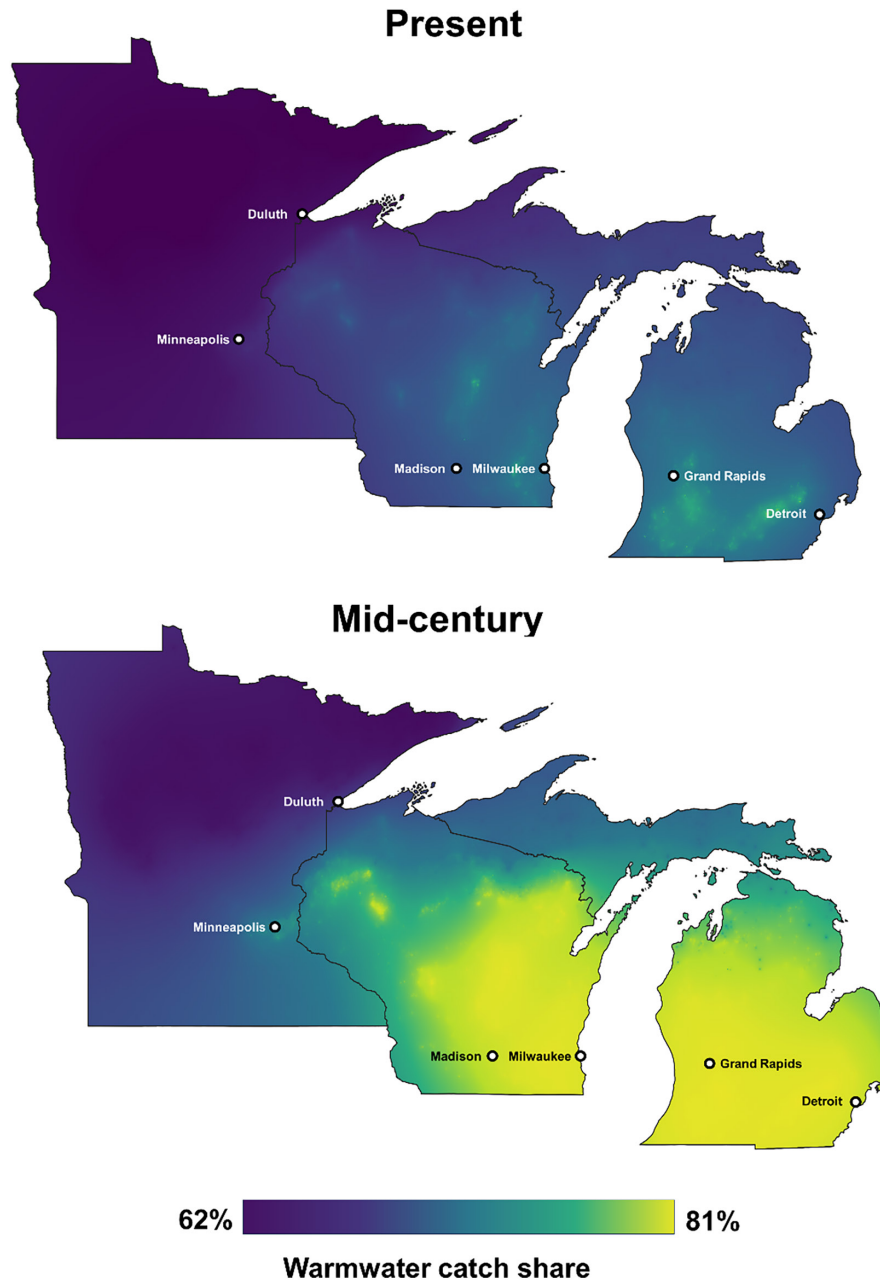 Present
Duluth
Minneapolis
Madison Milwaukee
Grand Rapids
Detroit
Mid-century
Duluth
Minneapolis
Madison Milwaukee
Grand Rapids
Detroit
62% 81%
Warmwater catch share